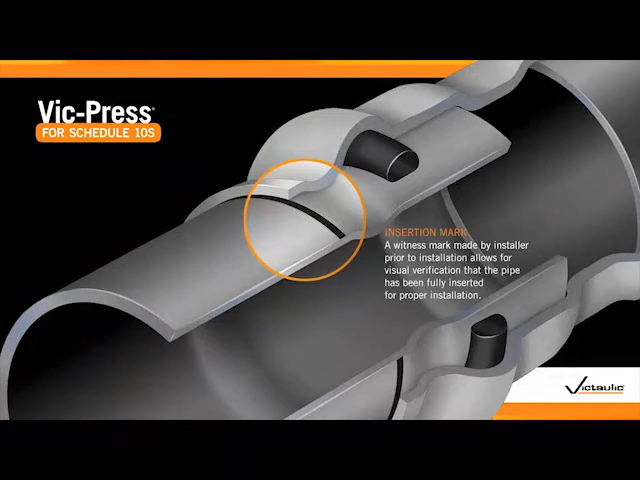 Vic-Press®
FOR SCHEDULE 10S
INSERTION MARK
A witness mark made by installer
prior to installation allows for
visual verification that the pipe
has been fully inserted
for proper installation.
Victaulic